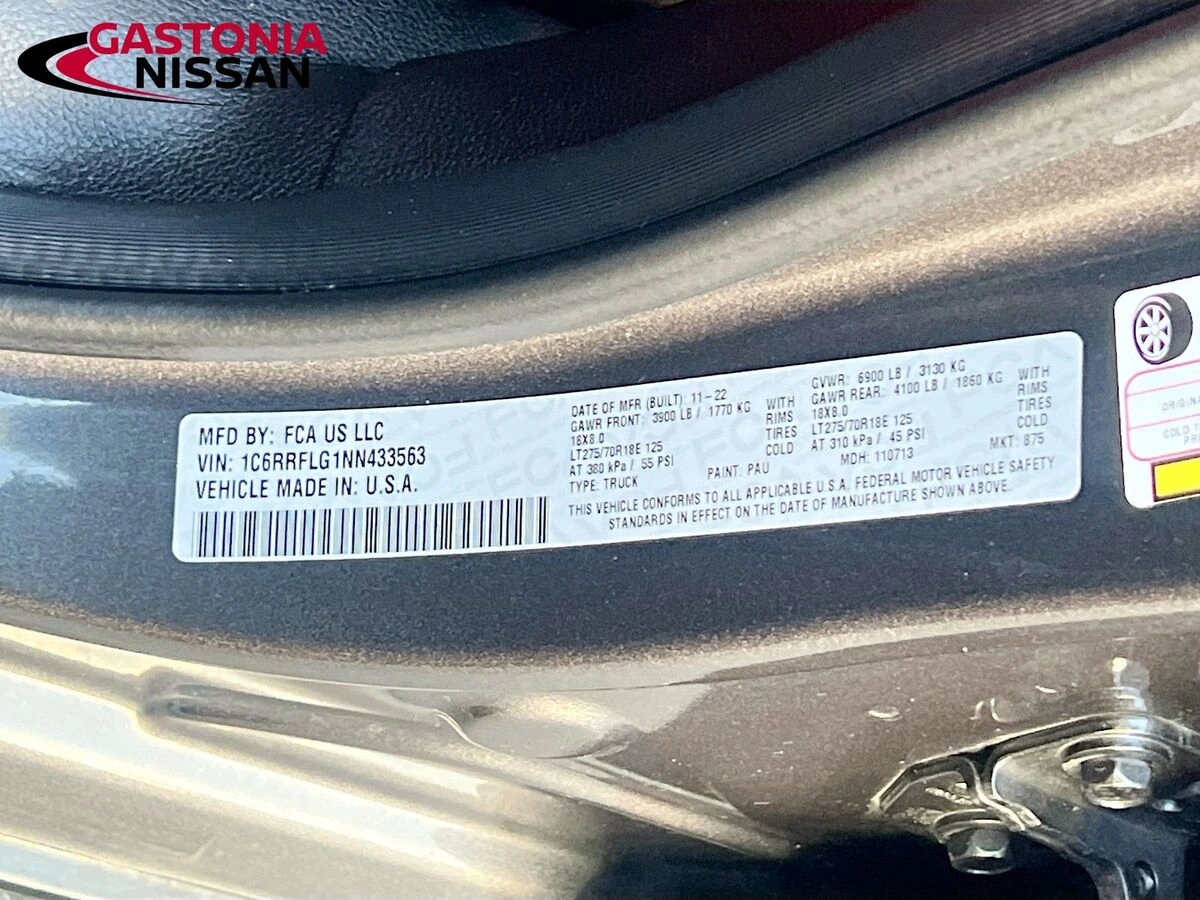 GASTONIA
NISSAN
MFD BY: FCA US LLC
VIN: 1C6RRFLG1NN433563
VEHICLE MADE IN: U.S.A.
DATE OF MFR (BUILT): 11-22
GAWR FRONT: 3900 LB / 1770 KG WITH
18X8.0 RIMS
LT275/70R18E 125 TIRES
AT 380 kPa / 55 PSI COLD
TYPE: TRUCK PAINT: PAU
GVWR: 6900 LB / 3130 KG
GAWR REAR: 4100 LB / 1860 KG WITH
18X8.0 RIMS
LT275/70R18E 125 TIRES
AT 310 kPa / 45 PSI COLD
MDH: 110713 MKT: 875
THIS VEHICLE CONFORMS TO ALL APPLICABLE U.S.A. FEDERAL MOTOR VEHICLE SAFETY
STANDARDS IN EFFECT ON THE DATE OF MANUFACTURE SHOWN ABOVE.
COLD